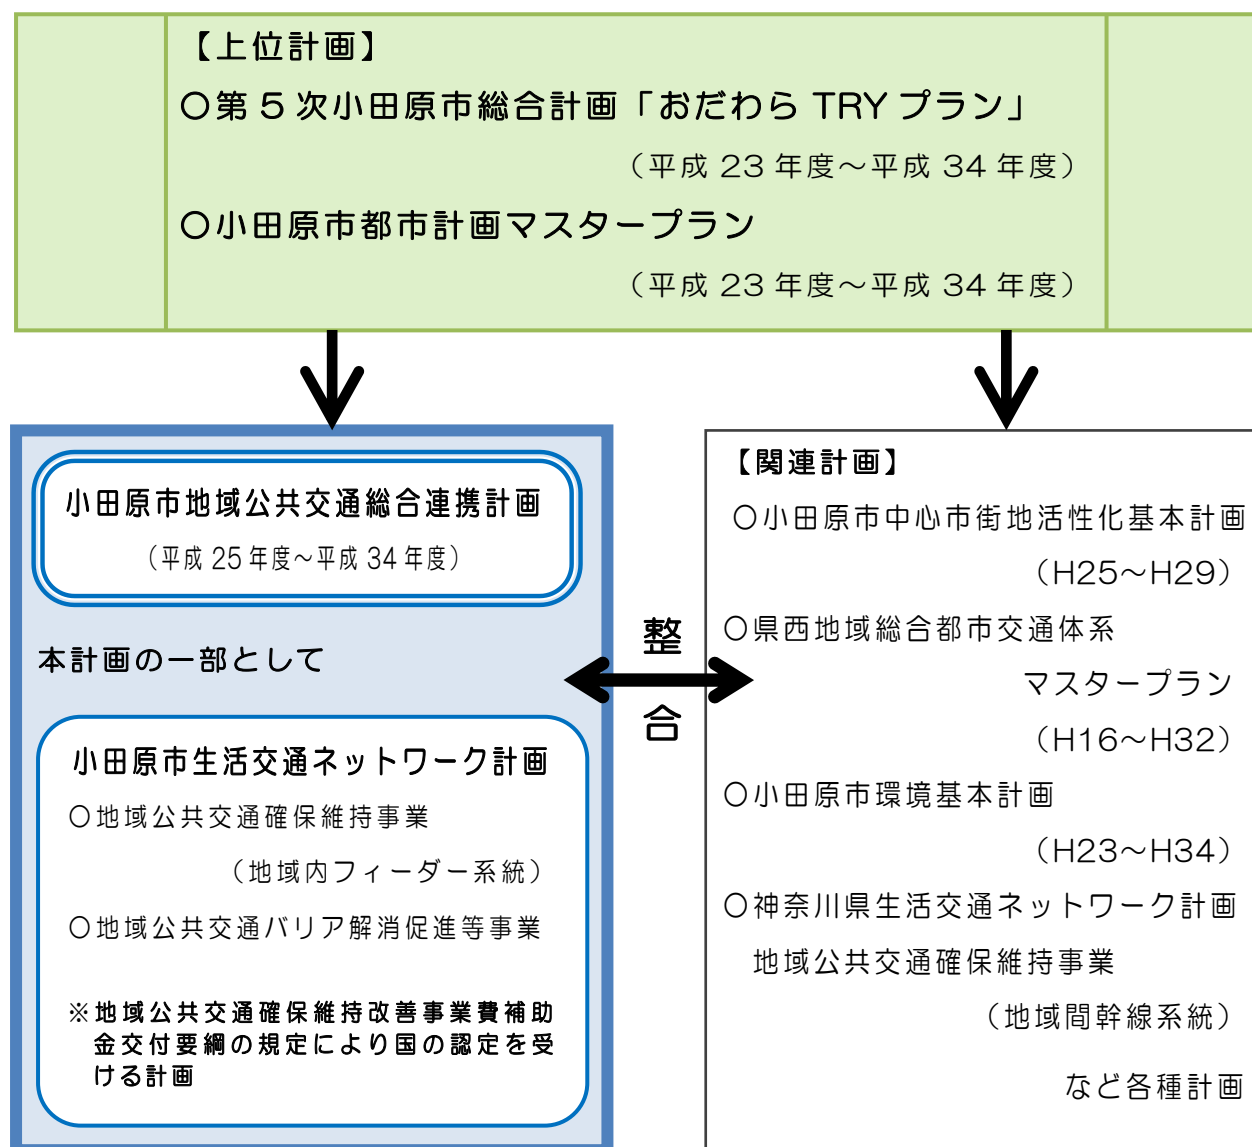 【上位計画】
〇第５次小田原市総合計画「おだわら TRY プラン」
（平成 23 年度～平成 34 年度）
〇小田原市都市計画マスタープラン
（平成 23 年度～平成 34 年度）
小田原市地域公共交通総合連携計画
（平成 25 年度～平成 34 年度）
本計画の一部として
小田原市生活交通ネットワーク計画
〇地域公共交通確保維持事業
（地域内フィーダー系統）
〇地域公共交通バリア解消促進等事業
※地域公共交通確保維持改善事業費補助
金交付要綱の規定により国の認定を受
ける計画
整
合
【関連計画】
〇小田原市中心市街地活性化基本計画
（H25～H29）
〇県西地域総合都市交通体系
マスタープラン
（H16～H32）
〇小田原市環境基本計画
（H23～H34）
〇神奈川県生活交通ネットワーク計画
地域公共交通確保維持事業
（地域間幹線系統）
など各種計画